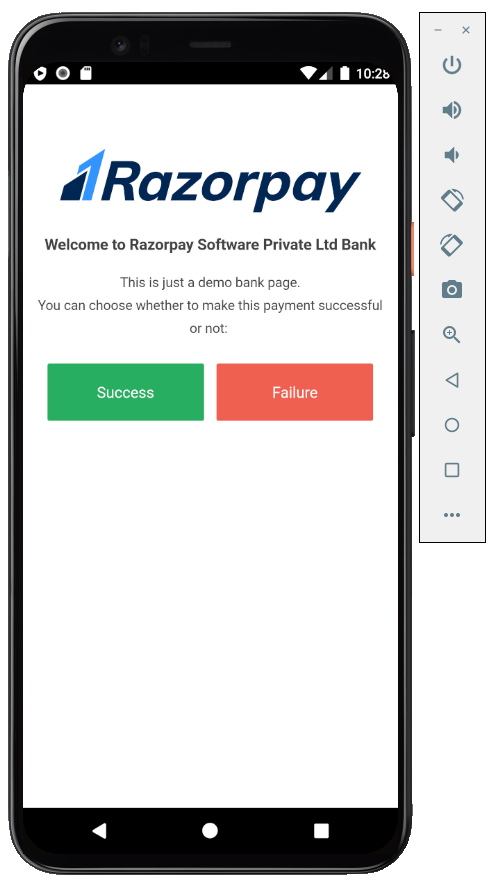 10:28
Razorpay
Welcome to Razorpay Software Private Ltd Bank
This is just a demo bank page.
You can choose whether to make this payment successful
or not:
Success
Failure